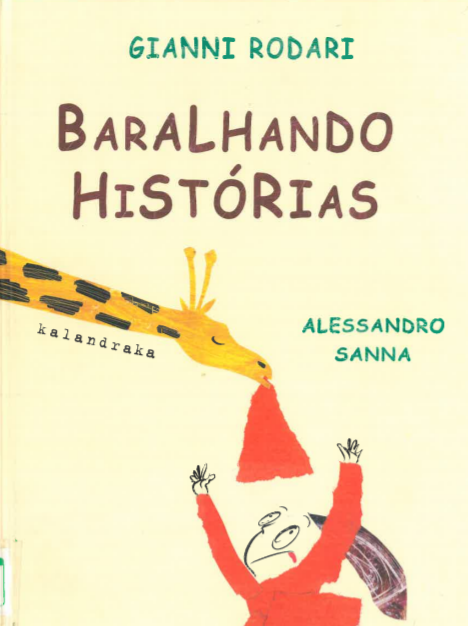 GIANNI RODARI
BARALHANDO
HISTÓRIAS
kalandraka
ALESSANDRO
SANNA